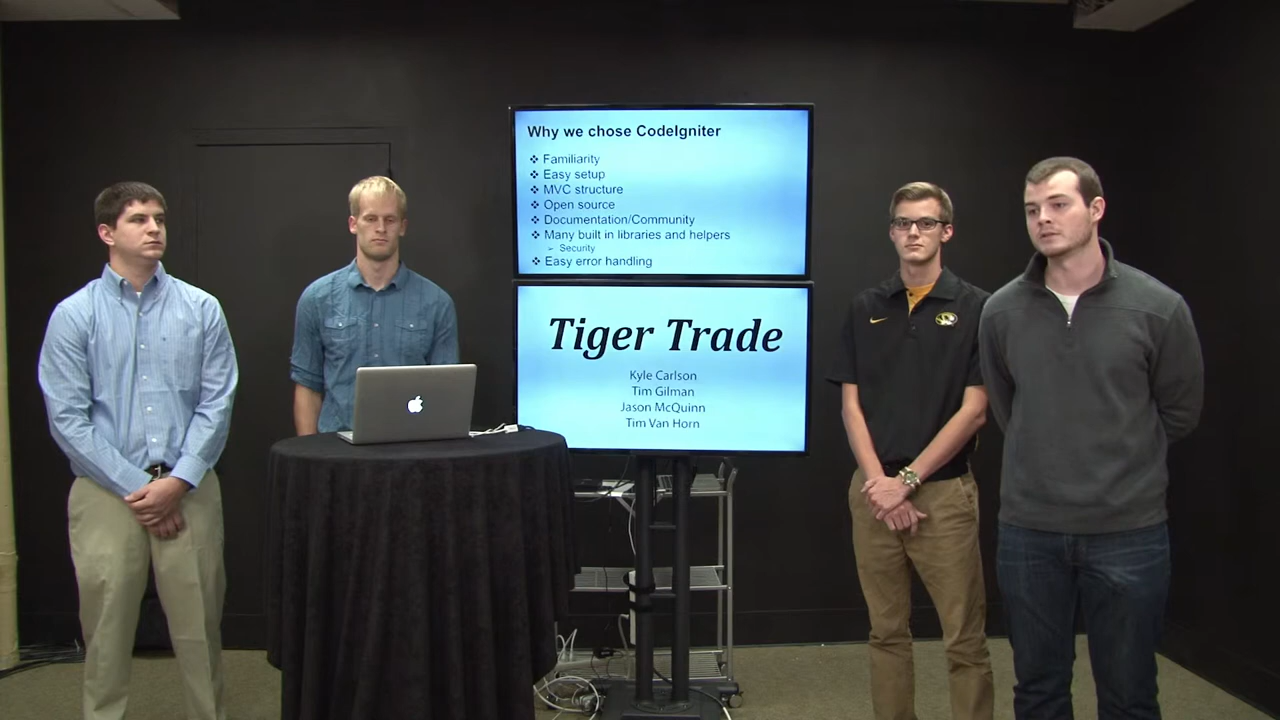 Why we chose CodeIgniter
❖ Familiarity
❖ Easy setup
❖ MVC structure
❖ Open source
❖ Documentation/Community
❖ Many built in libraries and helpers
➢ Security
❖ Easy error handling
Tiger Trade
Kyle Carlson
Tim Gilman
Jason McQuinn
Tim Van Horn